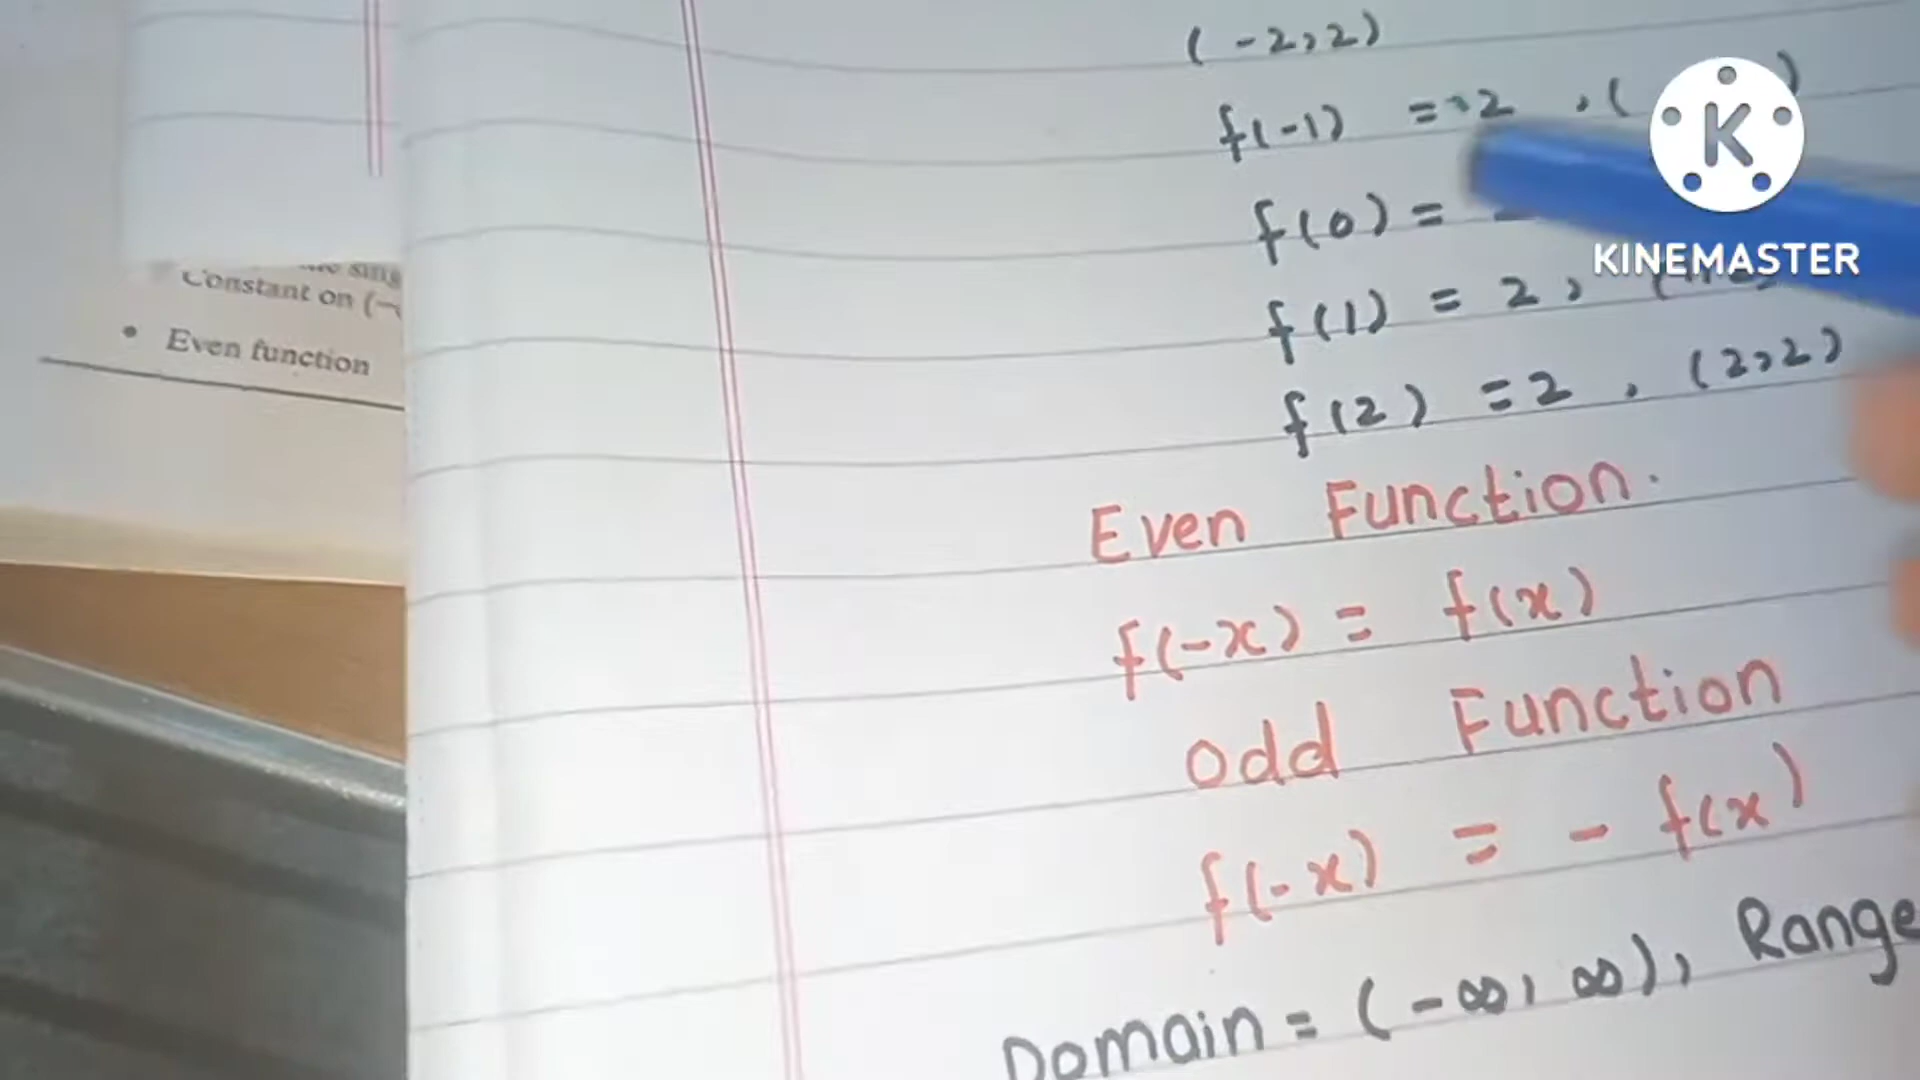 (-2,2)
f(-1) = 2 , (
f(0) =
f(1) = 2 ,
f(2) = 2 , (2,2)
Even Function.
f(-x) = f(x)
Odd Function
f(-x) = - f(x)
Domain = (-∞, ∞), Range
Constant on (-
• Even function
KINEMASTER